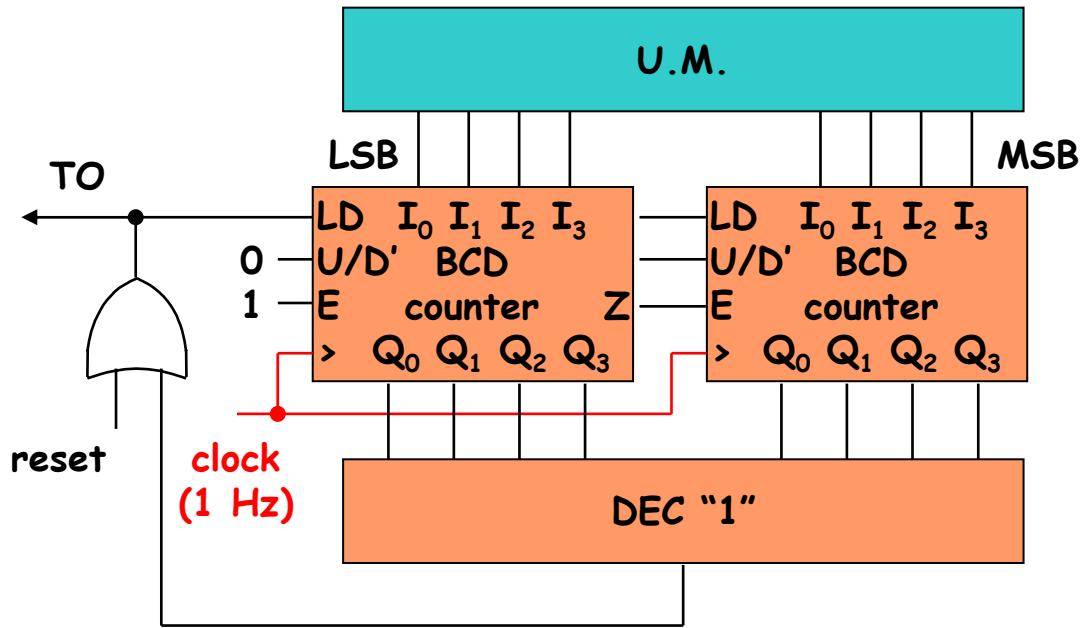 U.M.
LSB
MSB
TO
LD I0 I1 I2 I3
LD I0 I1 I2 I3
0
U/D' BCD
U/D' BCD
1
E counter Z
E counter
> Q0 Q1 Q2 Q3
> Q0 Q1 Q2 Q3
reset
clock
(1 Hz)
DEC “1”